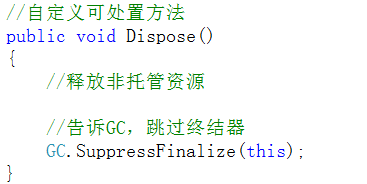 //自定义可处置方法
public void Dispose()
{
    //释放非托管资源

    //告诉GC，跳过终结器
    GC.SuppressFinalize(this);
}